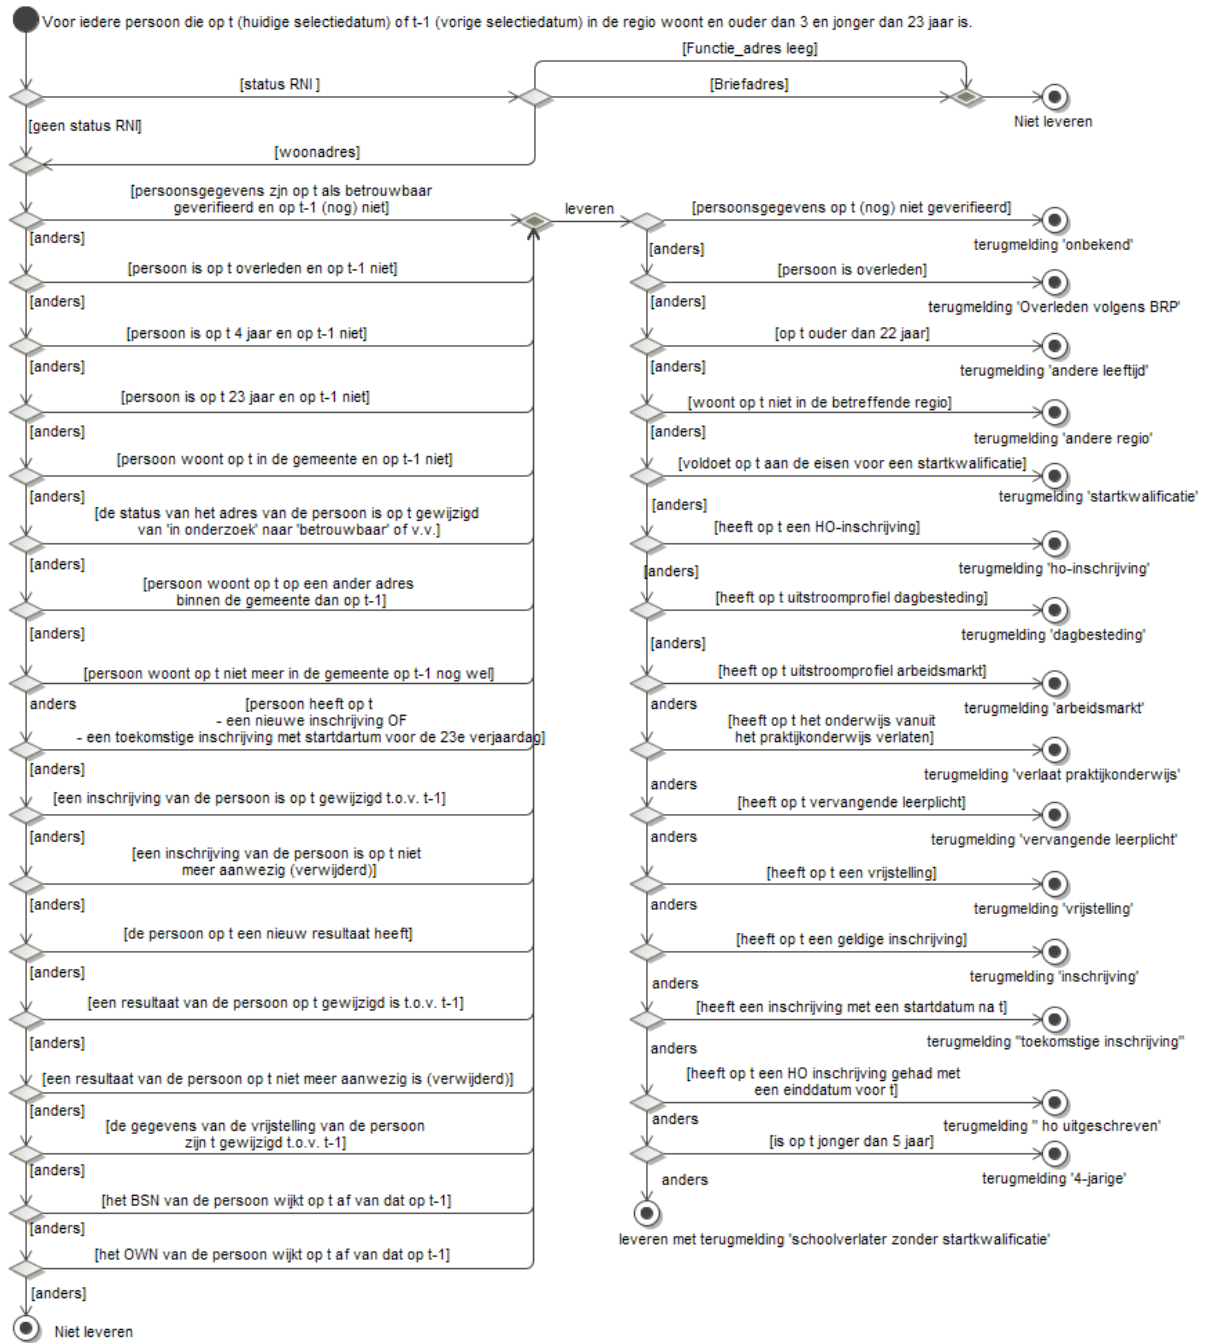 Voor iedere persoon die op t (huidige selectiedatum) of t-1 (vorige selectiedatum) in de regio woont en ouder dan 3 en jonger dan 23 jaar is.
[Functie_adres leeg]
[status RNI ]
[Briefadres]
Niet leveren
[geen status RNI]
[woonadres]
[persoonsgegevens zjn op t als betrouwbaar
geverifieerd en op t-1 (nog) niet]
[anders]
[persoon is op t overleden en op t-1 niet]
[anders]
[persoon is op t 4 jaar en op t-1 niet]
[anders]
[persoon is op t 23 jaar en op t-1 niet]
[anders]
[persoon woont op t in de gemeente en op t-1 niet]
[anders]
[de status van het adres van de persoon is op t gewijzigd
van 'in onderzoek' naar 'betrouwbaar' of v.v.]
[anders]
[persoon woont op t op een ander adres
binnen de gemeente dan op t-1]
[anders]
[persoon woont op t niet meer in de gemeente op t-1 nog wel]
anders
[persoon heeft op t
- een nieuwe inschrijving OF
- een toekomstige inschrijving met startdartum voor de 23e verjaardag]
[anders]
[een inschrijving van de persoon is op t gewijzigd t.o.v. t-1]
[anders]
[een inschrijving van de persoon is op t niet
meer aanwezig (verwijderd)]
[anders]
[de persoon op t een nieuw resultaat heeft]
[anders]
[een resultaat van de persoon op t gewijzigd is t.o.v. t-1]
[anders]
[een resultaat van de persoon op t niet meer aanwezig is (verwijderd)]
[anders]
[de gegevens van de vrijstelling van de persoon
zijn t gewijzigd t.o.v. t-1]
[anders]
[het BSN van de persoon wijkt op t af van dat op t-1]
[anders]
[het OWN van de persoon wijkt op t af van dat op t-1]
[anders]
Niet leveren
leveren
[persoonsgegevens op t (nog) niet geverifieerd]
terugmelding 'onbekend'
[anders]
[persoon is overleden]
terugmelding 'Overleden volgens BRP'
[anders]
[op t ouder dan 22 jaar]
terugmelding 'andere leeftijd'
[anders]
[woont op t niet in de betreffende regio]
terugmelding 'andere regio'
[anders]
[voldoet op t aan de eisen voor een startkwalificatie]
terugmelding 'startkwalificatie'
[anders]
[heeft op t een HO-inschrijving]
terugmelding 'ho-inschrijving'
[anders]
[heeft op t uitstroomprofiel dagbesteding]
terugmelding 'dagbesteding'
[anders]
[heeft op t uitstroomprofiel arbeidsmarkt]
terugmelding 'arbeidsmarkt'
anders
[heeft op t het onderwijs vanuit
het praktijkonderwijs verlaten]
terugmelding 'verlaat praktijkonderwijs'
anders
[heeft op t vervangende leerplicht]
terugmelding 'vervangende leerplicht'
anders
[heeft op t een vrijstelling]
terugmelding 'vrijstelling'
anders
[heeft op t een geldige inschrijving]
terugmelding 'inschrijving'
anders
[heeft een inschrijving met een startdatum na t]
terugmelding "toekomstige inschrijving"
anders
[heeft op t een HO inschrijving gehad met
een einddatum voor t]
terugmelding " ho uitgeschreven'
anders
[is op t jonger dan 5 jaar]
terugmelding '4-jarige'
anders
leveren met terugmelding 'schoolverlater zonder startkwalificatie'